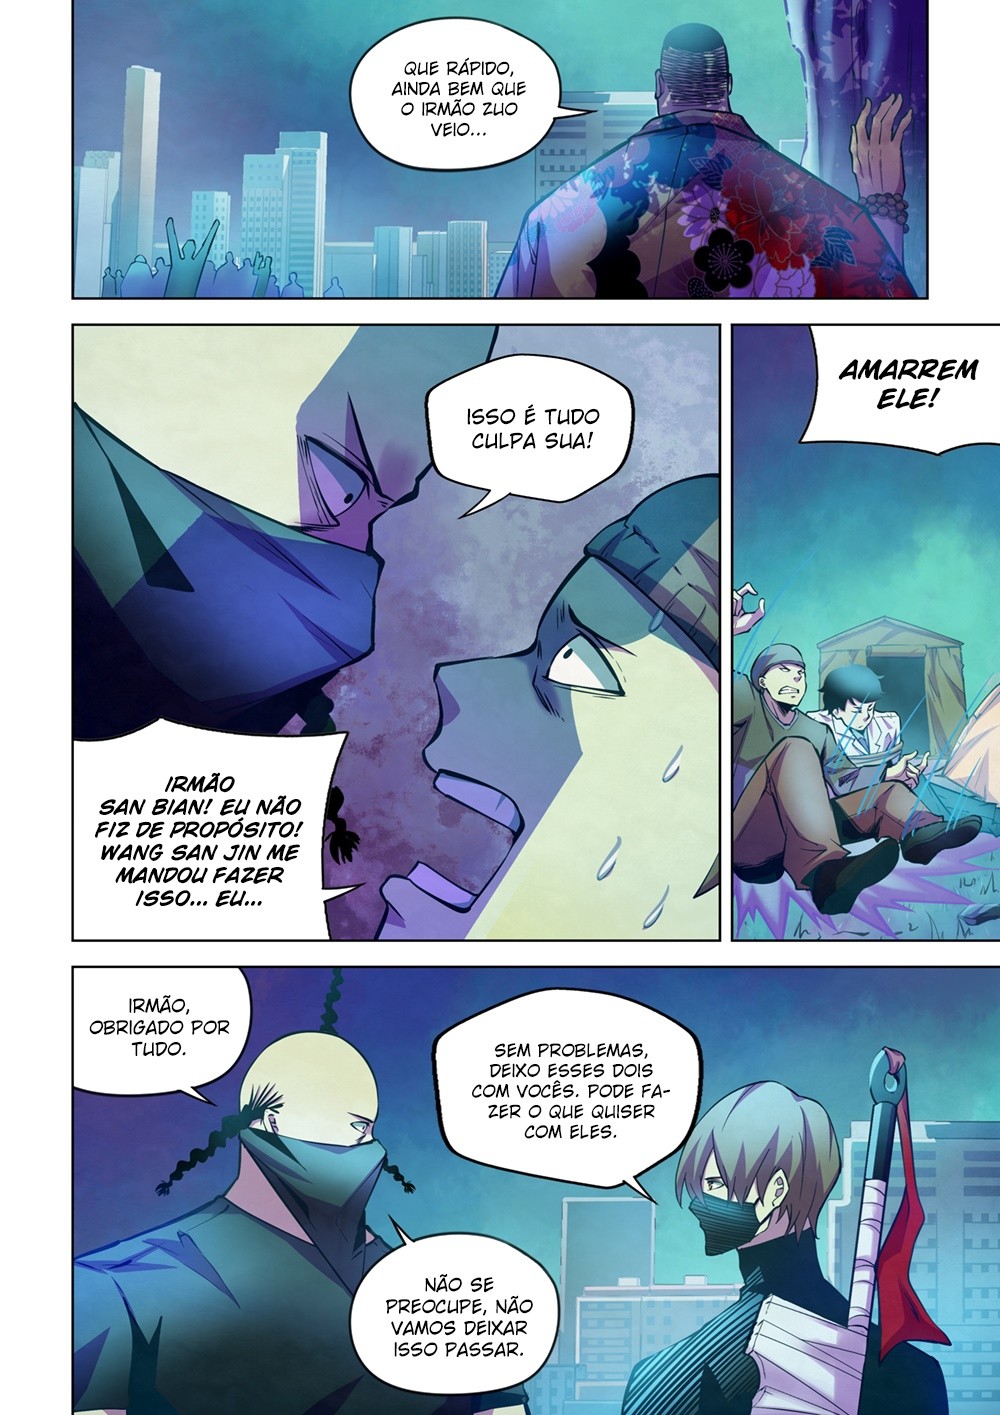 QUE RÁPIDO,
AINDA BEM QUE
O IRMÃO ZUO
VEIO...
ISSO É TUDO
CULPA SUA!
IRMÃO
SAN BIAN! EU NÃO
FIZ DE PROPÓSITO!
WANG SAN JIN ME
MANDOU FAZER
ISSO... EU...
AMARREM
ELE!
IRMÃO,
OBRIGADO POR
TUDO.
SEM PROBLEMAS,
DEIXO ESSES DOIS
COM VOCÊS. PODE FA-
ZER O QUE QUISER
COM ELES.
NÃO SE
PREOCUPE, NÃO
VAMOS DEIXAR
ISSO PASSAR.